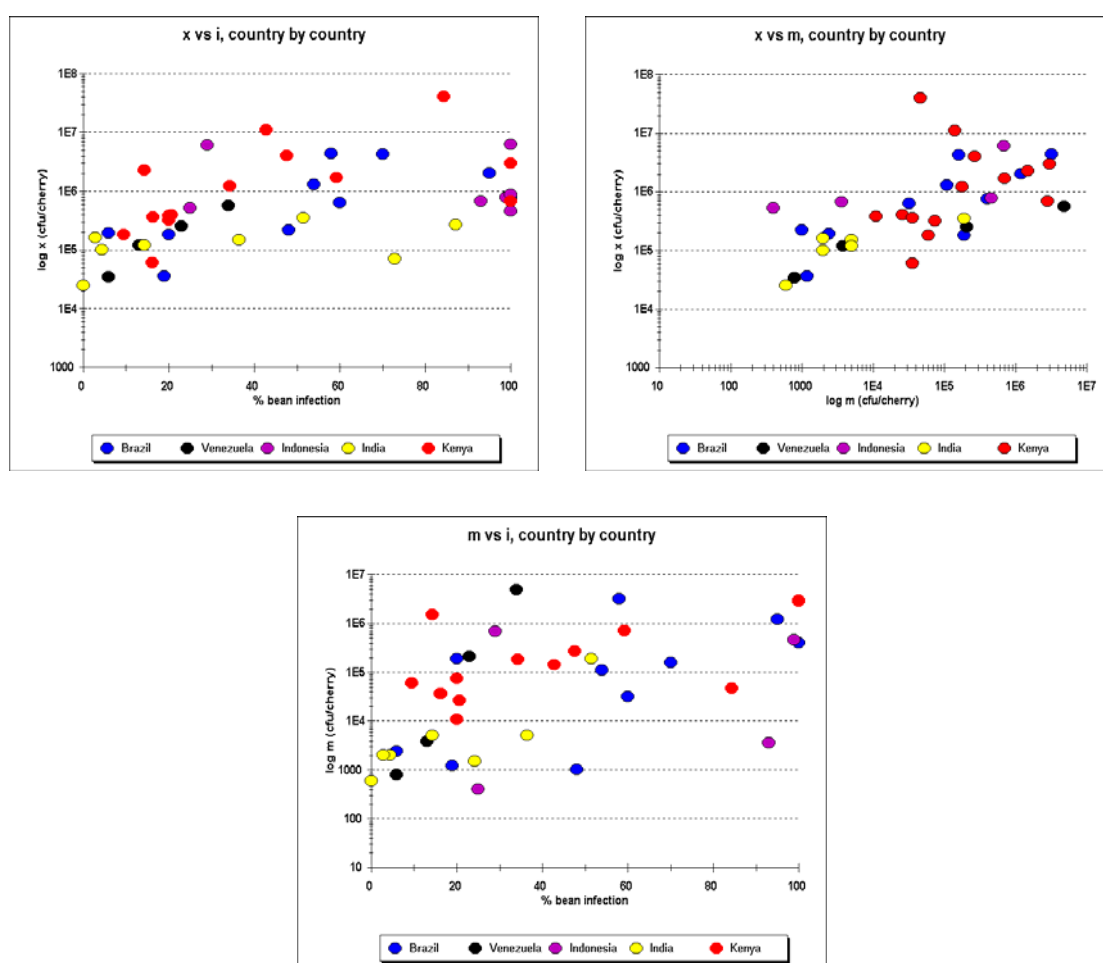 x vs i, country by country
log x (cfu/cherry)
1E8
1E7
1E6
1E5
1E4
1000
0 20 40 60 80 100
% bean infection
Brazil Venezuela Indonesia India Kenya
x vs m, country by country
log x (cfu/cherry)
1E8
1E7
1E6
1E5
1E4
1000
10 100 1000 1E4 1E5 1E6 1E7
log m (cfu/cherry)
Brazil Venezuela Indonesia India Kenya
m vs i, country by country
log m (cfu/cherry)
1E7
1E6
1E5
1E4
1000
100
10
0 20 40 60 80 100
% bean infection
Brazil Venezuela Indonesia India Kenya